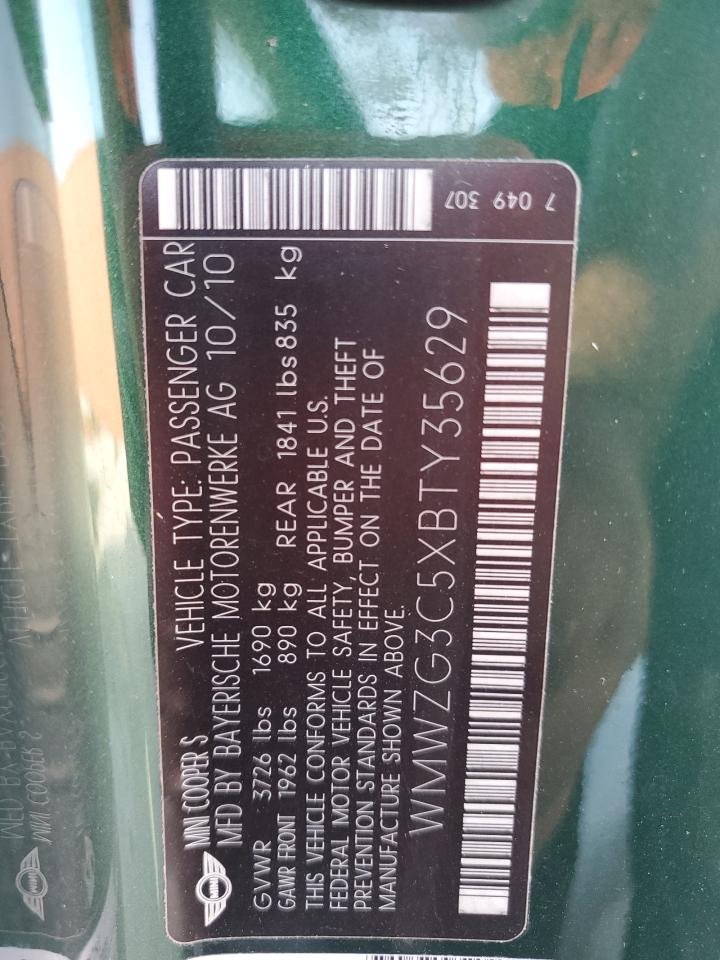 MINI
MINI COOPER S VEHICLE TYPE: PASSENGER CAR
MFD BY BAYERISCHE MOTORENWERKE AG 10/10
GVWR 3726 lbs 1690 kg
GAWR FRONT 1962 lbs 890 kg REAR 1841 lbs 835 kg
THIS VEHICLE CONFORMS TO ALL APPLICABLE U.S.
FEDERAL MOTOR VEHICLE SAFETY, BUMPER AND THEFT
PREVENTION STANDARDS IN EFFECT ON THE DATE OF
MANUFACTURE SHOWN ABOVE.
WMWZG3C5XBTY35629
7 049 307